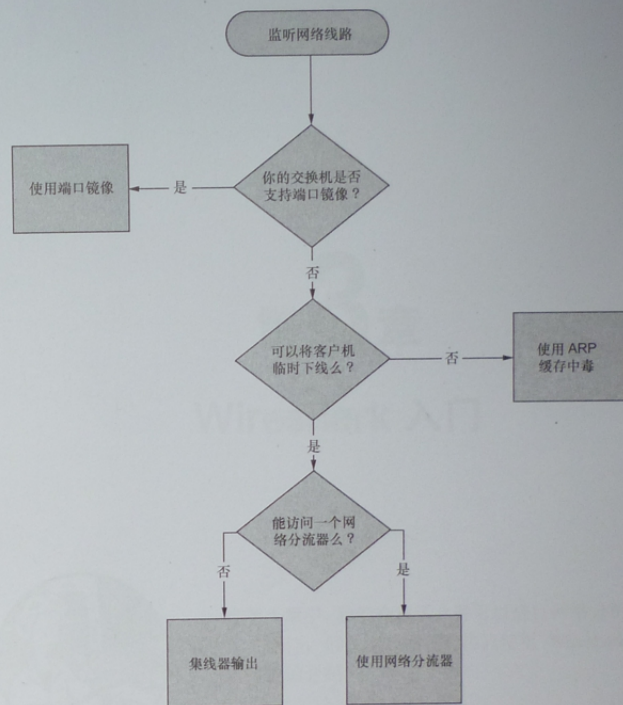 监听网络线路
你的交换机是否
支持端口镜像？
是
使用端口镜像
否
可以将客户机
临时下线么？
否
使用 ARP
缓存中毒
是
能访问一个网
络分流器么？
否
是
集线器输出
使用网络分流器